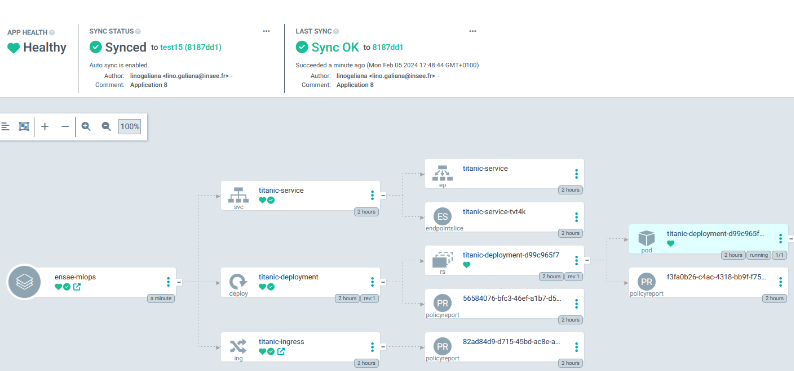 APP HEALTH
Healthy
SYNC STATUS
Synced to test15 (8187dd1)
Auto sync is enabled.
Author: linogaliana <lino.galiana@insee.fr> -
Comment: Application 8
LAST SYNC
Sync OK to 8187dd1
Succeeded a minute ago (Mon Feb 05 2024 17:48:44 GMT+0100)
Author: linogaliana <lino.galiana@insee.fr> -
Comment: Application 8
100%
ensae-mlops
a minute
titanic-service
svc
2 hours
titanic-deployment
deploy
2 hours
rev:1
titanic-ingress
ing
2 hours
titanic-service
ep
2 hours
ES
titanic-service-tvt4k
endpointslice
2 hours
titanic-deployment-d99c965f7
rs
2 hours
rev:1
PR
56584076-bfc3-46ef-a1b7-d5...
policyreport
2 hours
PR
82ad84d9-d715-45bd-ac8e-a...
policyreport
2 hours
titanic-deployment-d99c965f...
pod
2 hours
running
1/1
PR
f3fa0b26-c4ac-4318-bb9f-f75...
policyreport
2 hours